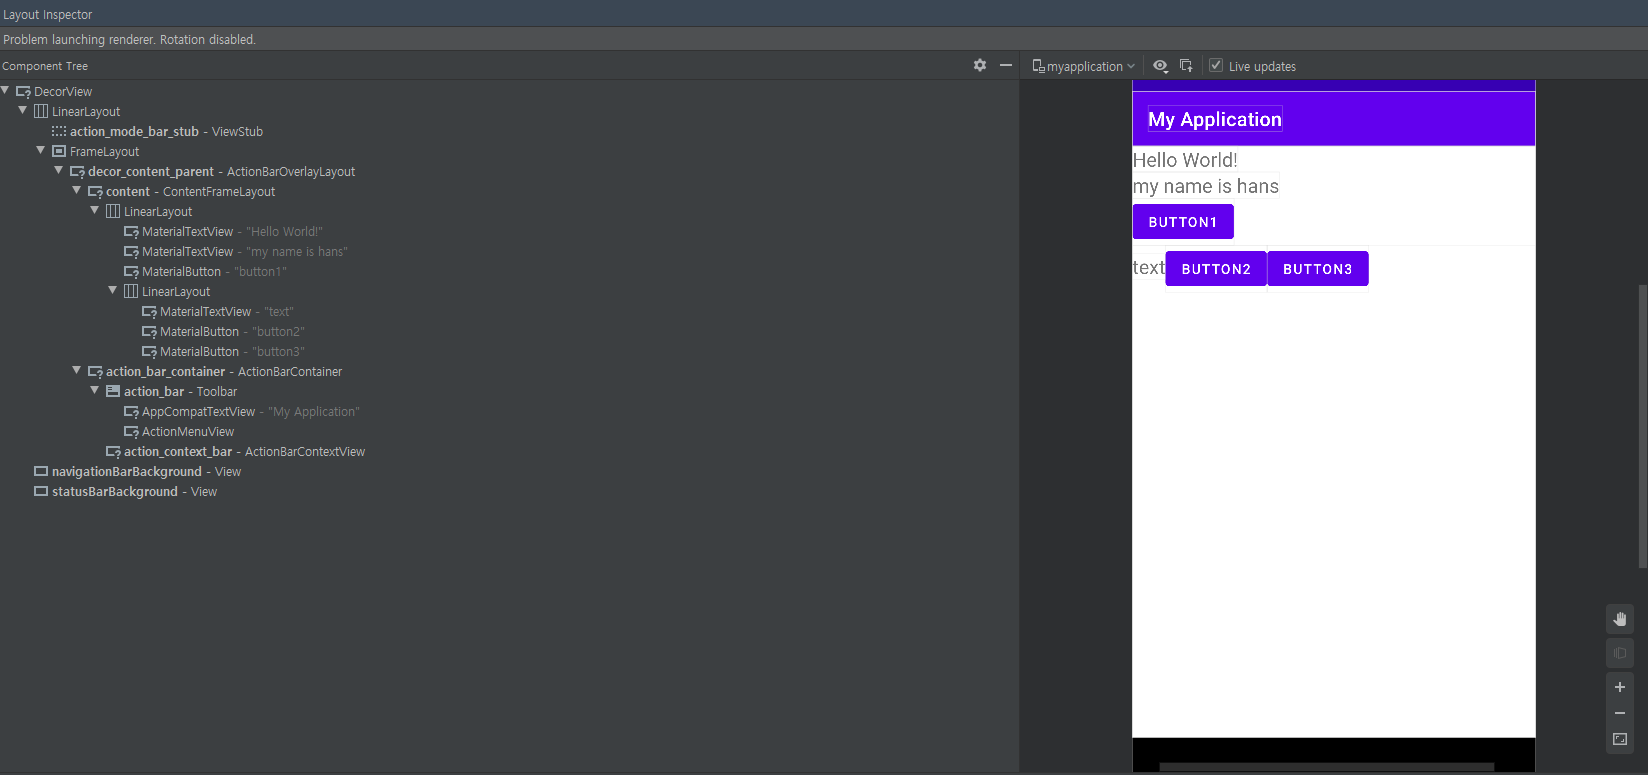 Layout Inspector
Problem launching renderer. Rotation disabled.
Component Tree
DecorView
LinearLayout
action_mode_bar_stub - ViewStub
FrameLayout
decor_content_parent - ActionBarOverlayLayout
content - ContentFrameLayout
LinearLayout
MaterialTextView - "Hello World!"
MaterialTextView - "my name is hans"
MaterialButton - "button1"
LinearLayout
MaterialTextView - "text"
MaterialButton - "button2"
MaterialButton - "button3"
action_bar_container - ActionBarContainer
action_bar - Toolbar
AppCompatTextView - "My Application"
ActionMenuView
action_context_bar - ActionBarContextView
navigationBarBackground - View
statusBarBackground - View
myapplication
Live updates
My Application
Hello World!
my name is hans
BUTTON1
text BUTTON2 BUTTON3